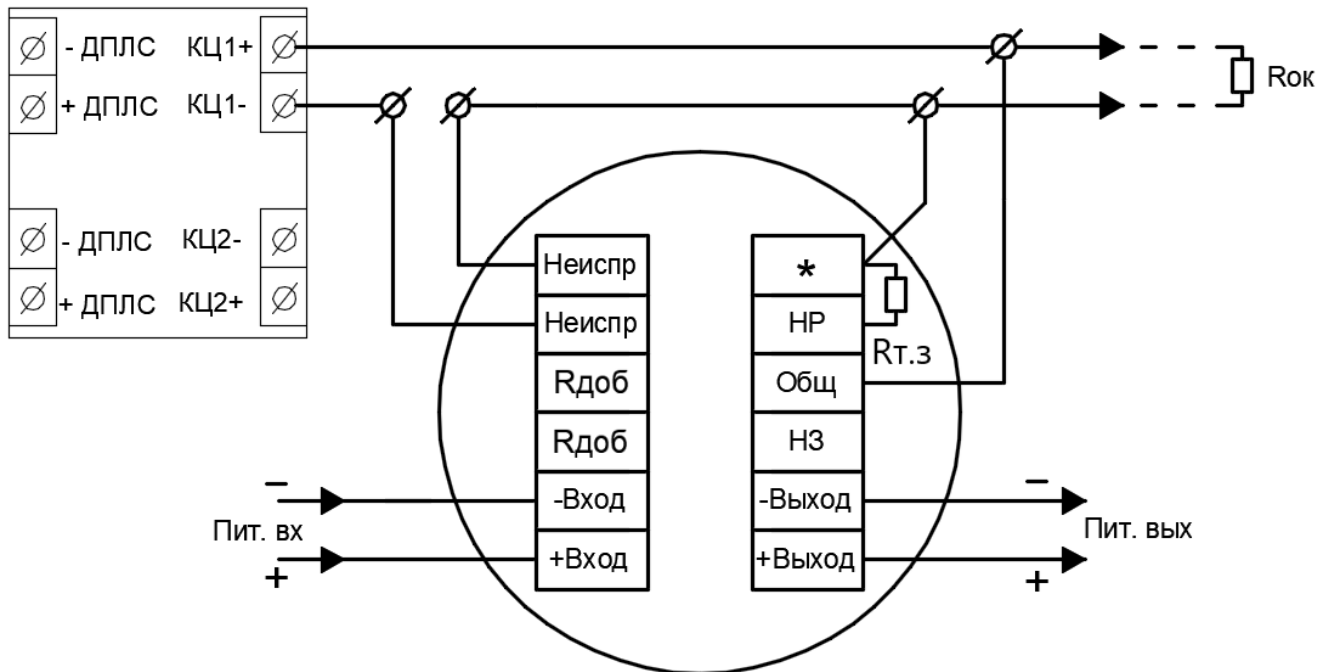 - ДПЛС КЦ1+
+ ДПЛС КЦ1-
Rок
- ДПЛС КЦ2-
+ ДПЛС КЦ2+
Неиспр
Неиспр
Rдоб
Rдоб
-Вход
+Вход
*
НР
Rт.з
Общ
НЗ
-Выход
+Выход
−
Пит. вх
+
−
Пит. вых
+